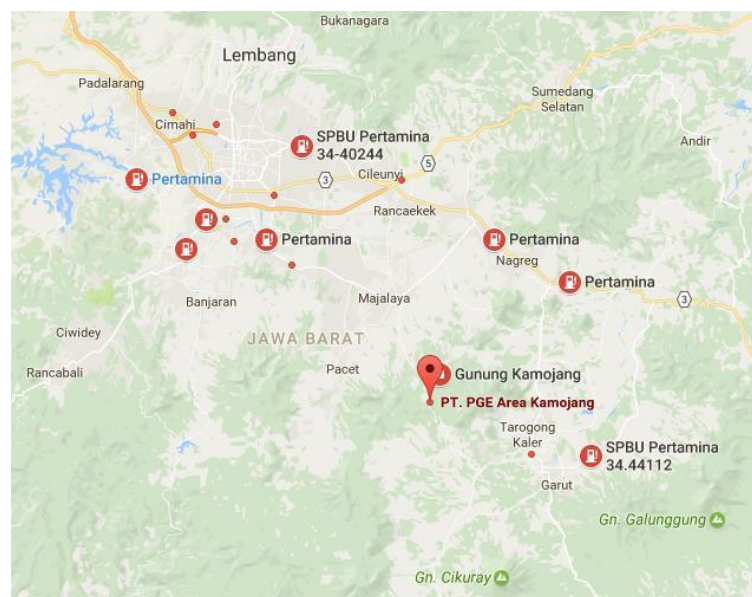 Bukanagara
Lembang
Padalarang
Sumedang
Selatan
Cimahi
SPBU Pertamina
34-40244
Andir
5
Pertamina
3
Cileunyi
Rancaekek
Pertamina
Pertamina
Nagreg
Pertamina
3
Banjaran
Majalaya
Ciwidey
JAWA BARAT
Rancabali
Pacet
Gunung Kamojang
PT. PGE Area Kamojang
Tarogong
Kaler
SPBU Pertamina
34.44112
Garut
Gn. Galunggung
Gn. Cikuray